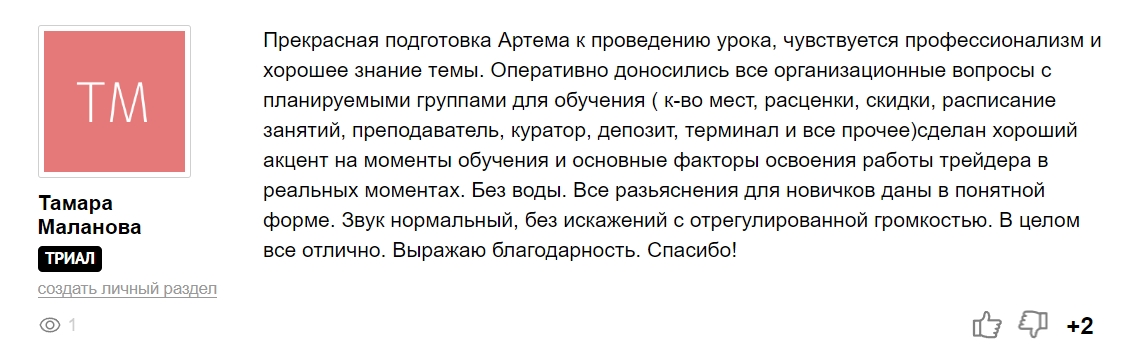 ТМ
Тамара
Маланова
ТРИАЛ
создать личный раздел
1
Прекрасная подготовка Артема к проведению урока, чувствуется профессионализм и
хорошее знание темы. Оперативно доносились все организационные вопросы с
планируемыми группами для обучения ( к-во мест, расценки, скидки, расписание
занятий, преподаватель, куратор, депозит, терминал и все прочее)сделан хороший
акцент на моменты обучения и основные факторы освоения работы трейдера в
реальных моментах. Без воды. Все разьяснения для новичков даны в понятной
форме. Звук нормальный, без искажений с отрегулированной громкостью. В целом
все отлично. Выражаю благодарность. Спасибо!
+2